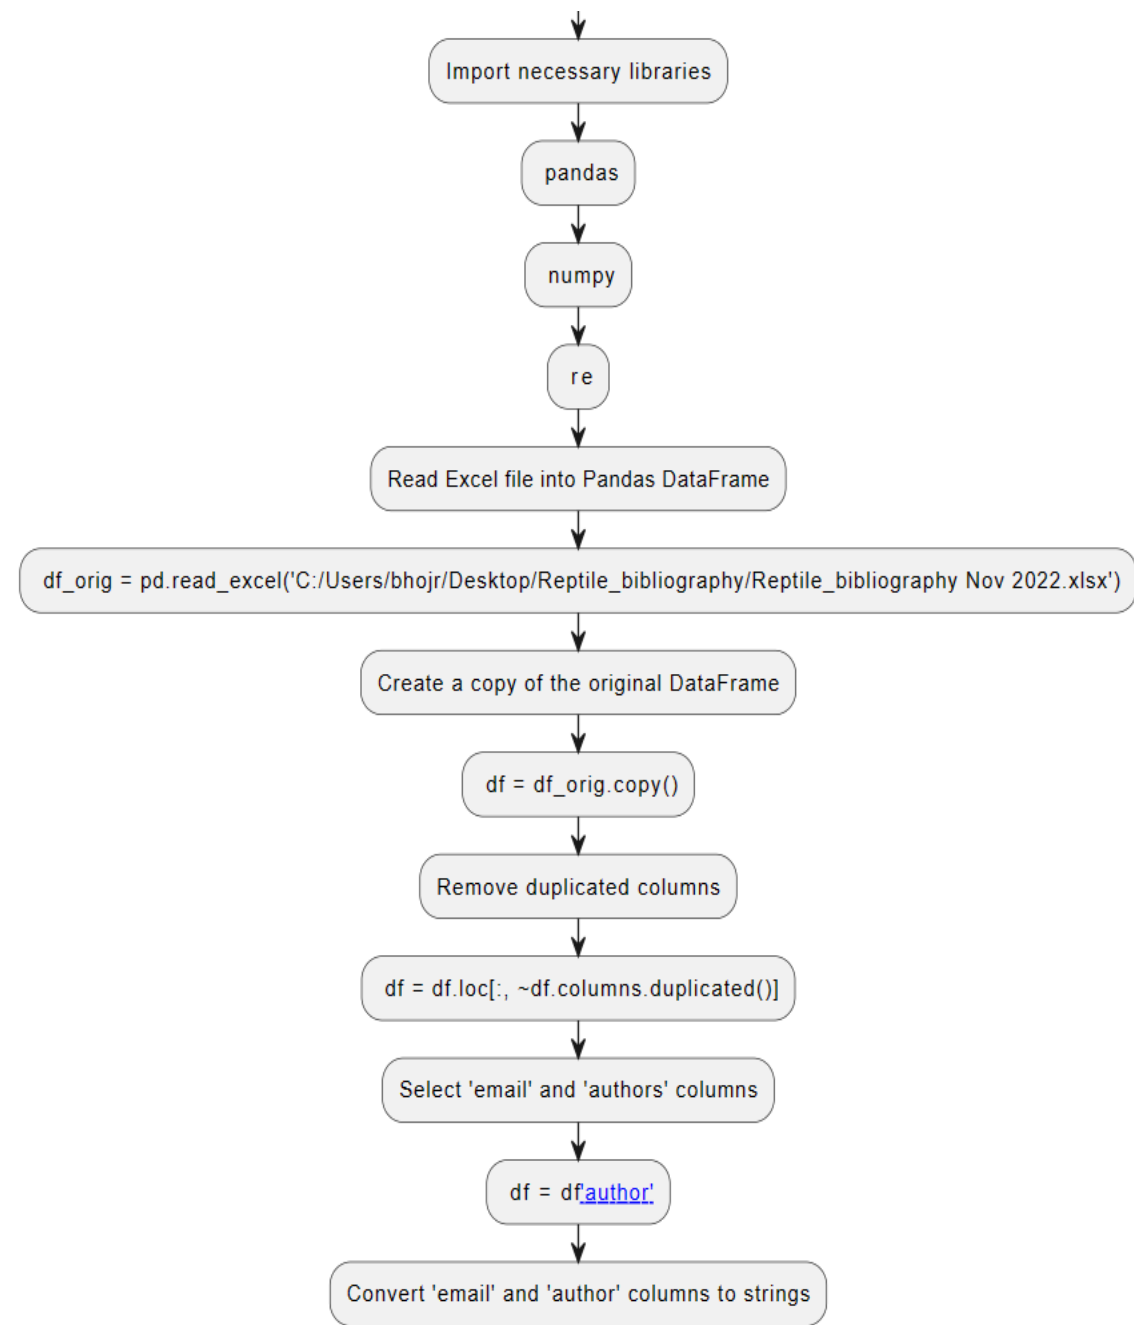 Import necessary libraries
pandas
numpy
re
Read Excel file into Pandas DataFrame
df_orig = pd.read_excel('C:/Users/bhojr/Desktop/Reptile_bibliography/Reptile_bibliography Nov 2022.xlsx')
Create a copy of the original DataFrame
df = df_orig.copy()
Remove duplicated columns
df = df.loc[:, ~df.columns.duplicated()]
Select 'email' and 'authors' columns
df = df'author'
Convert 'email' and 'author' columns to strings